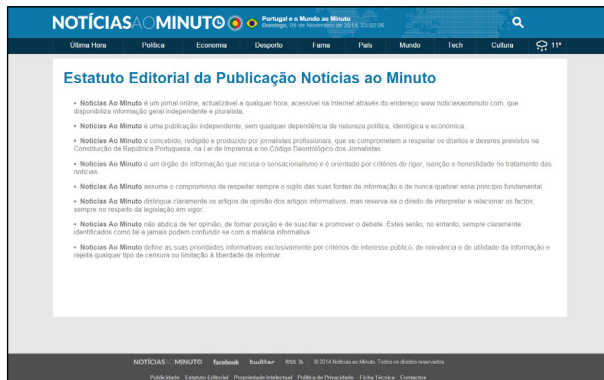 NOTÍCIASAOMINUTO Portugal e o Mundo ao Minuto
Domingo, 09 de Novembro de 2014, 21:02:06
Última Hora Política Economia Desporto Fama País Mundo Tech Cultura 11º
Estatuto Editorial da Publicação Notícias ao Minuto
• Notícias Ao Minuto é um jornal online, actualizável a qualquer hora, acessível na Internet através do endereço www.noticiasaominuto.com, que
disponibiliza informação geral independente e pluralista,
• Notícias Ao Minuto é uma publicação independente, sem qualquer dependência de natureza política, ideológica e económica.
• Notícias Ao Minuto é concebido, redigido e produzido por jornalistas profissionais, que se comprometem a respeitar os direitos e deveres previstos na
Constituição da República Portuguesa, na Lei da Imprensa e no Código Deontológico dos Jornalistas.
• Notícias Ao Minuto é um órgão de informação que recusa o sensacionalismo e é orientado por critérios de rigor, isenção e honestidade no tratamento das
notícias.
• Notícias Ao Minuto assume o compromisso de respeitar sempre o sigilo das suas fontes de informação e de nunca quebrar esse princípio fundamental.
• Notícias Ao Minuto distingue claramente os artigos de opinião dos artigos informativos, mas reserva-se o direito de interpretar e relacionar os factos,
sempre no respeito da legislação em vigor.
• Notícias Ao Minuto não abdica de ter opinião, de tomar posição e de suscitar e promover o debate. Estes serão, no entanto, sempre claramente
identificados como tal e jamais podem confundir-se com a matéria informativa
• Notícias Ao Minuto define as suas prioridades informativas exclusivamente por critérios de interesse público, de relevância e de utilidade da informação e
rejeita qualquer tipo de censura ou limitação à liberdade de informar.
NOTÍCIASAOMINUTO facebook twitter RSS © 2014 Notícias ao Minuto. Todos os direitos reservados.
Publicidade Estatuto Editorial Propriedade Intelectual Política de Privacidade Ficha Técnica Contactos